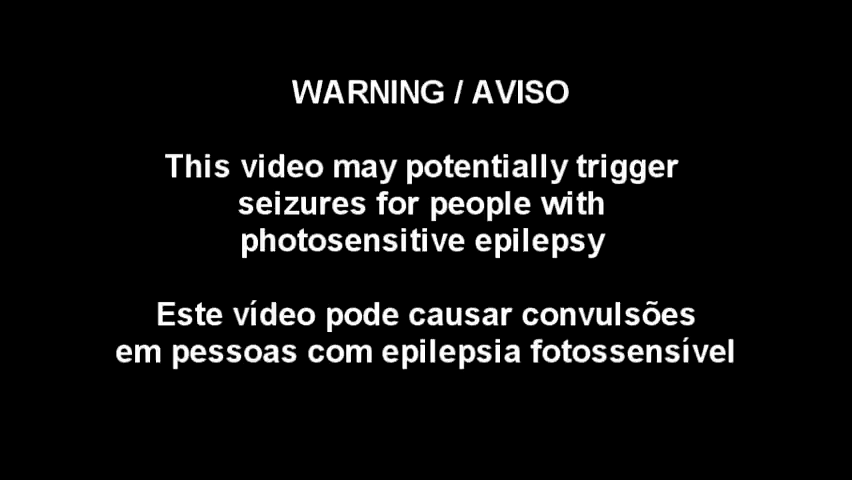 WARNING / AVISO
This video may potentially trigger
seizures for people with
photosensitive epilepsy
Este vídeo pode causar convulsões
em pessoas com epilepsia fotossensível